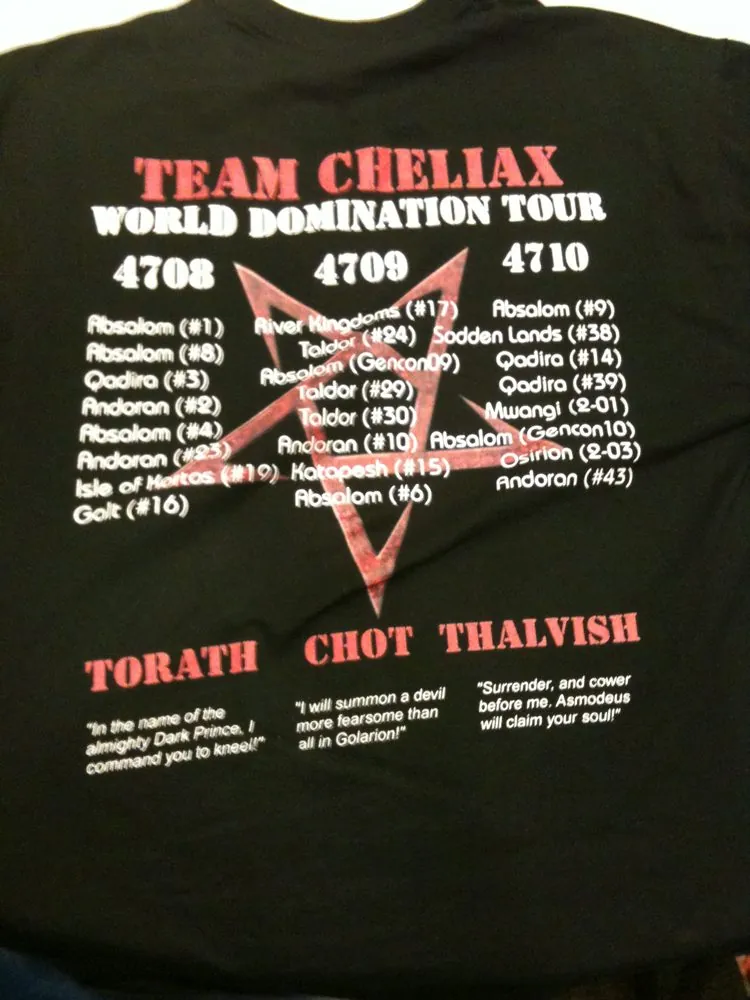 TEAM CHELIAX
WORLD DOMINATION TOUR
4708
Absalom (#1)
Absalom (#8)
Qadira (#3)
Andoran (#2)
Absalom (#4)
Andoran (#23)
Isle of Kortos (#19)
Galt (#16)
4709
River Kingdoms (#17)
Taldor (#24)
Absalom (Gencon09)
Taldor (#29)
Taldor (#30)
Andoran (#10)
Katapesh (#15)
Absalom (#6)
4710
Absalom (#9)
Sodden Lands (#38)
Qadira (#14)
Qadira (#39)
Mwangi (2-01)
Absalom (Gencon10)
Osirion (2-03)
Andoran (#43)
TORATH
"In the name of the
almighty Dark Prince, I
command you to kneel!"
CHOT
"I will summon a devil
more fearsome than
all in Golarion!"
THALVISH
"Surrender, and cower
before me. Asmodeus
will claim your soul!"